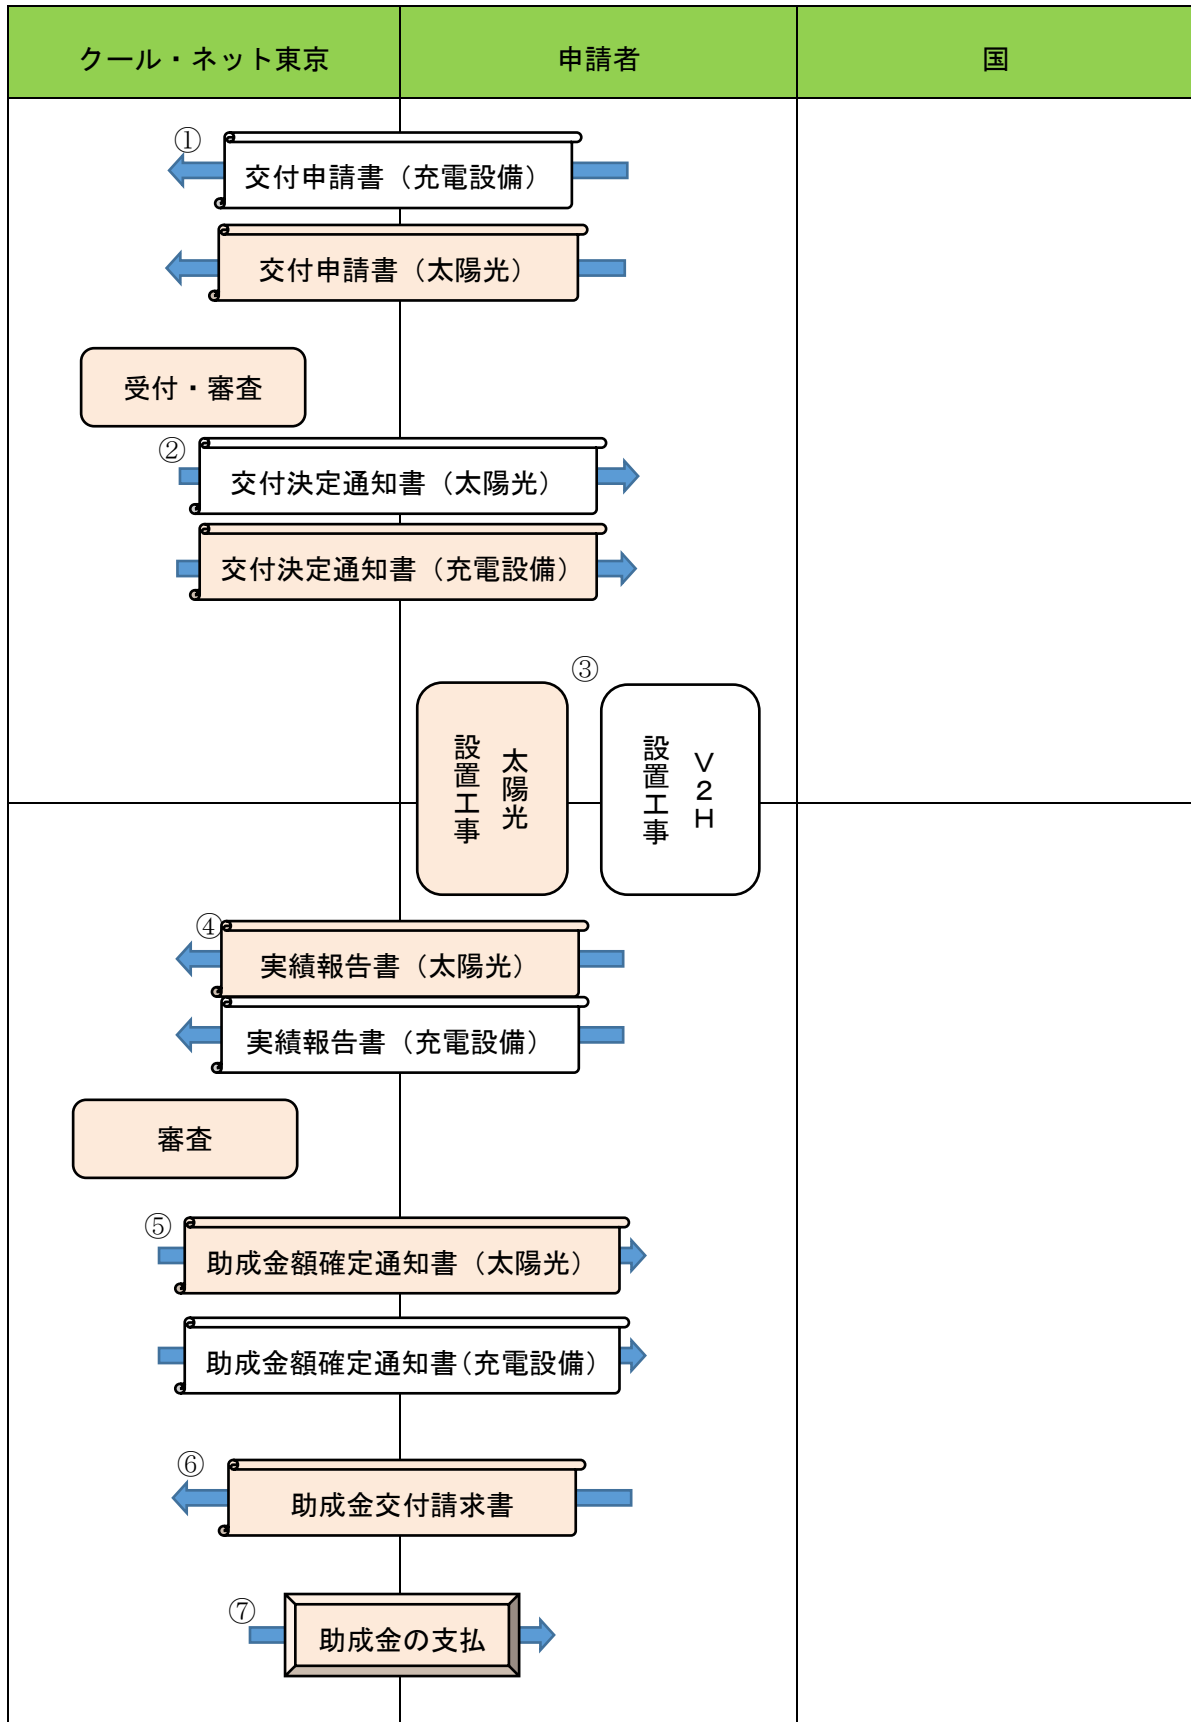 クール・ネット東京
申請者
国
①
交付申請書（充電設備）
交付申請書（太陽光）
受付・審査
②
交付決定通知書（太陽光）
交付決定通知書（充電設備）
③
太陽光
設置工事
Ｖ２Ｈ
設置工事
④
実績報告書（太陽光）
実績報告書（充電設備）
審査
⑤
助成金額確定通知書（太陽光）
助成金額確定通知書（充電設備）
⑥
助成金交付請求書
⑦
助成金の支払